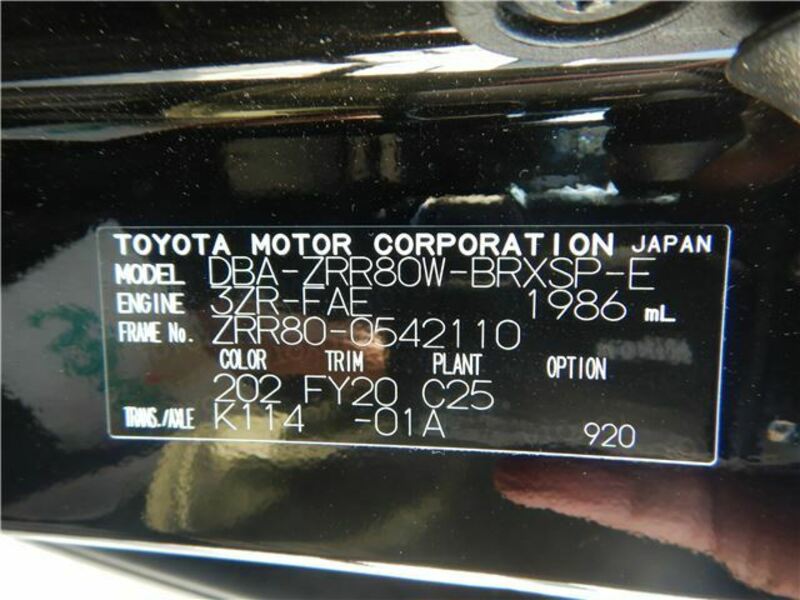 TOYOTA MOTOR CORPORATION JAPAN
MODEL DBA-ZRR80W-BRXSP-E
ENGINE 3ZR-FAE 1986 mL
FRAME No. ZRR80-0542110
COLOR TRIM PLANT OPTION
202 FY20 C25
TRANS./AXLE K114 -01A 920